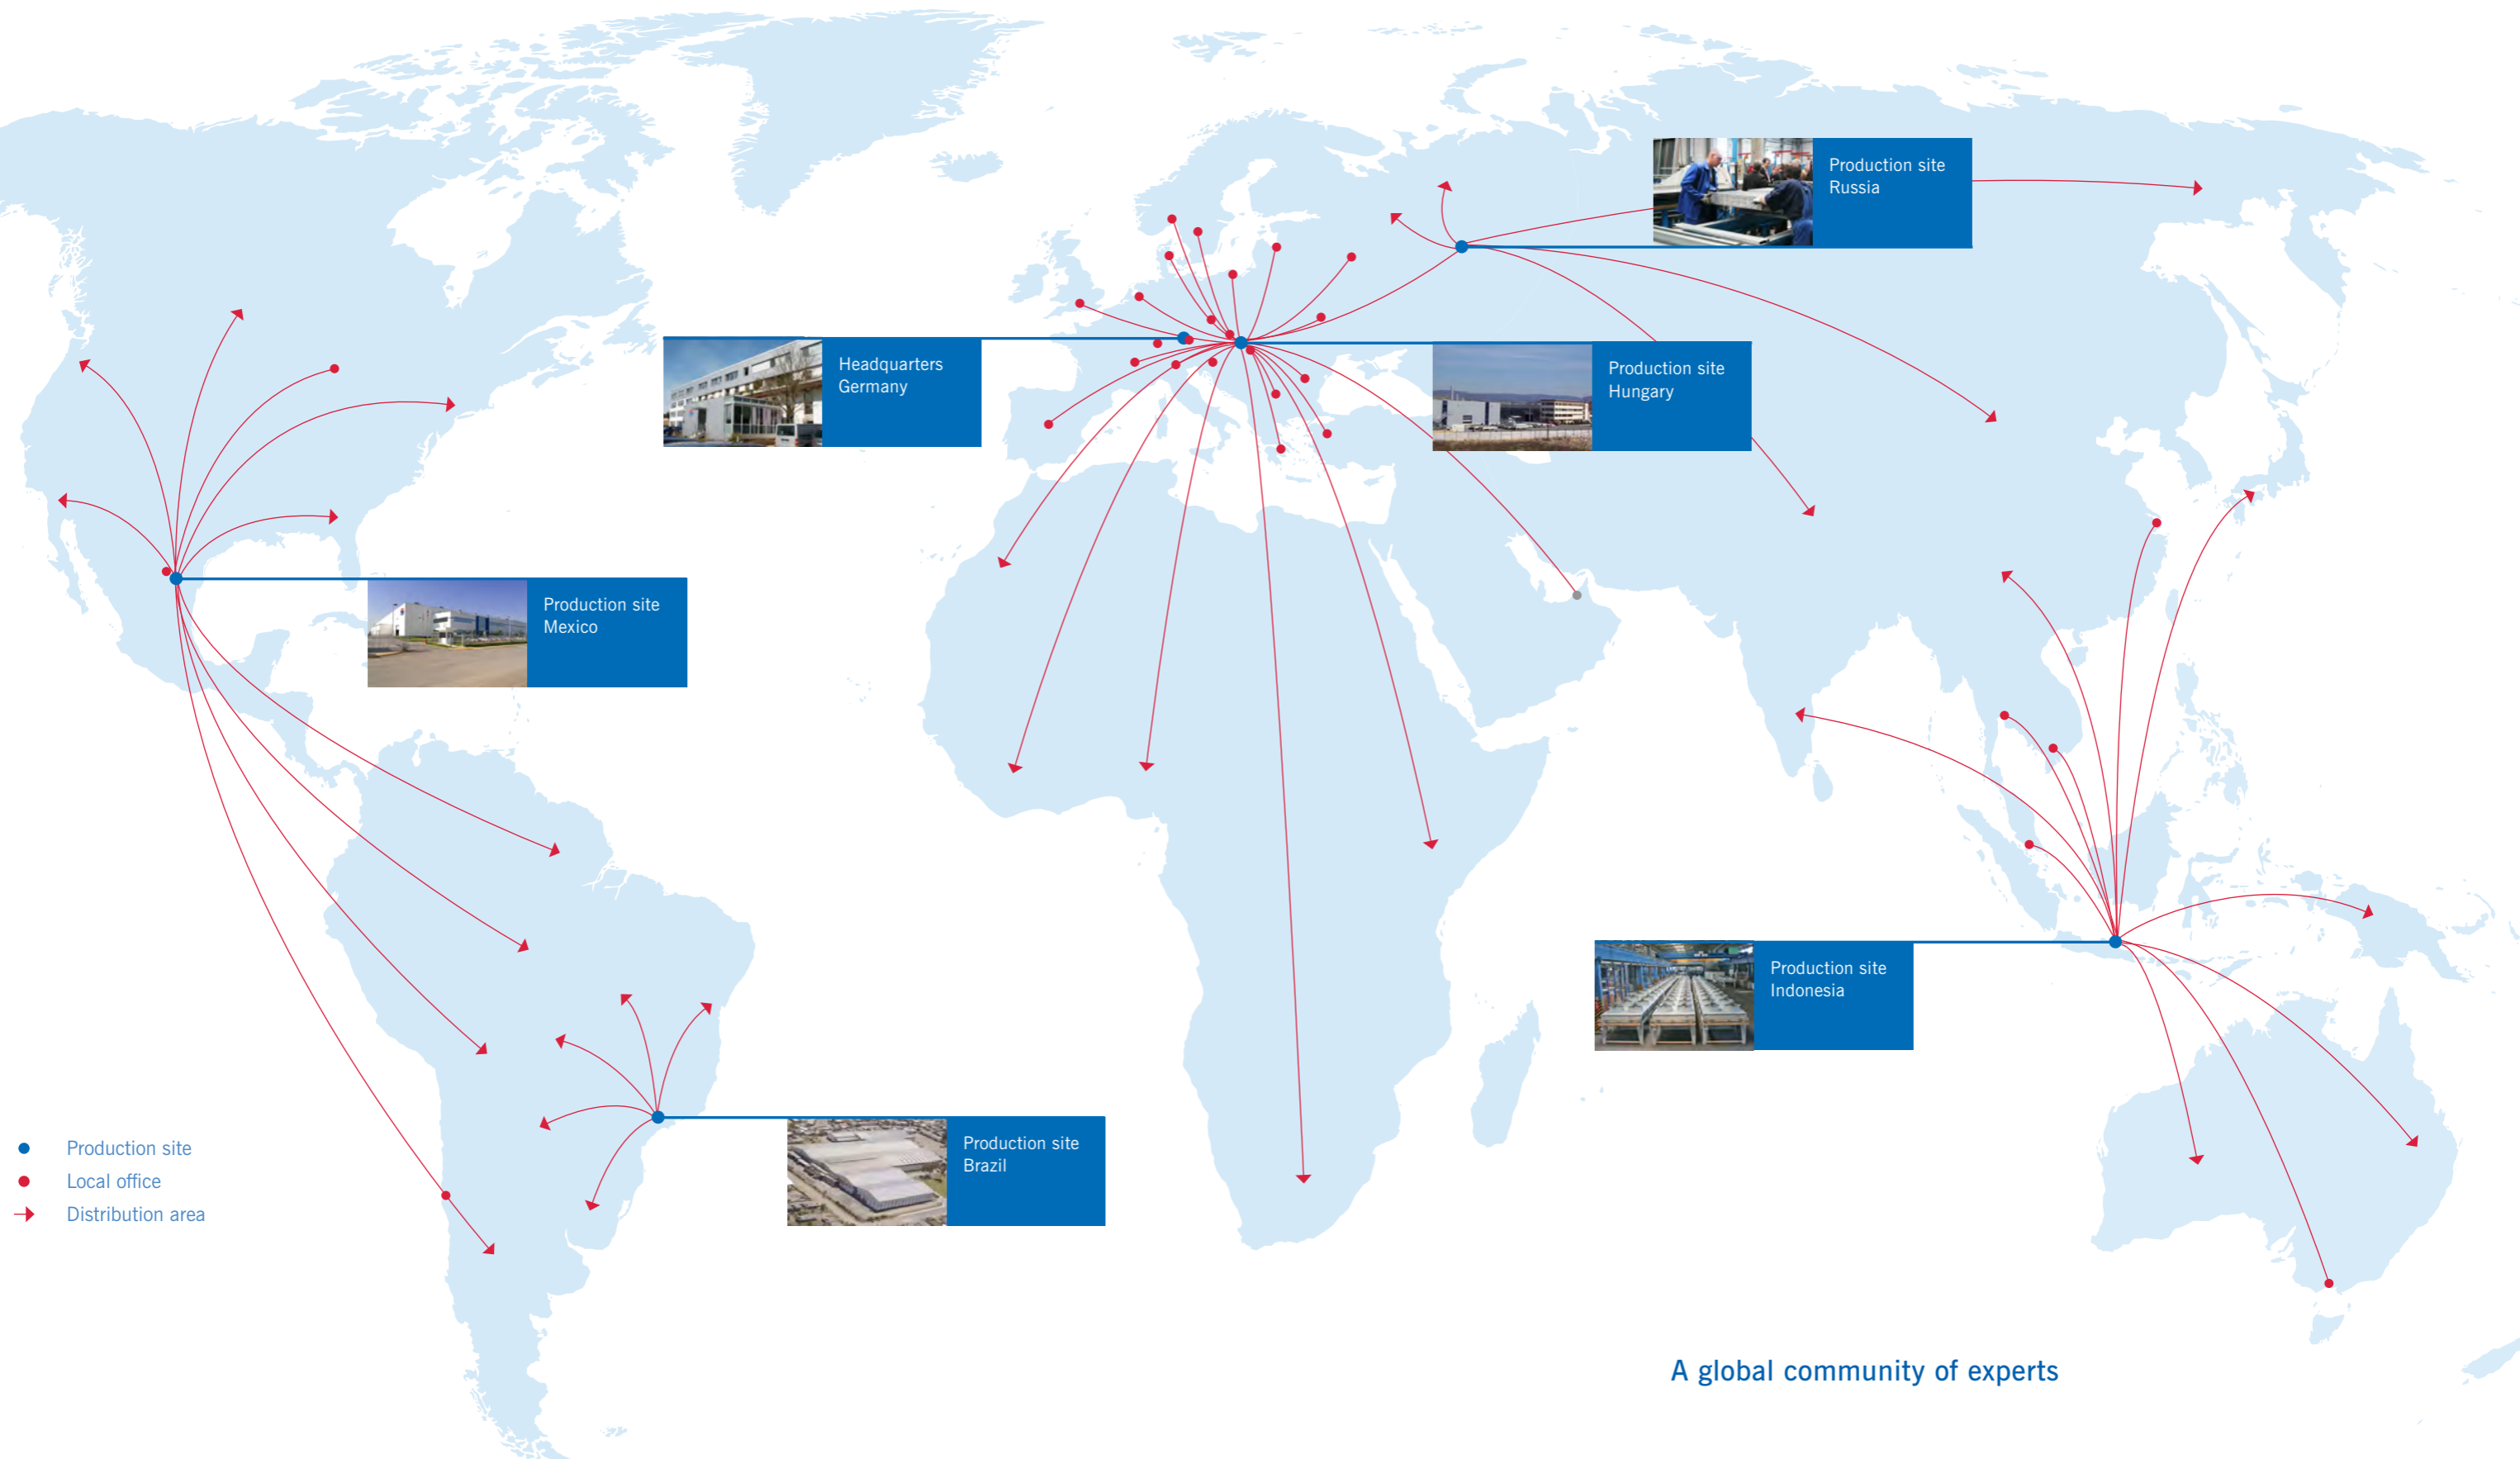 Production site
Russia
Headquarters
Germany
Production site
Hungary
Production site
Mexico
Production site
Indonesia
Production site
Brazil
Production site
Local office
Distribution area
A global community of experts